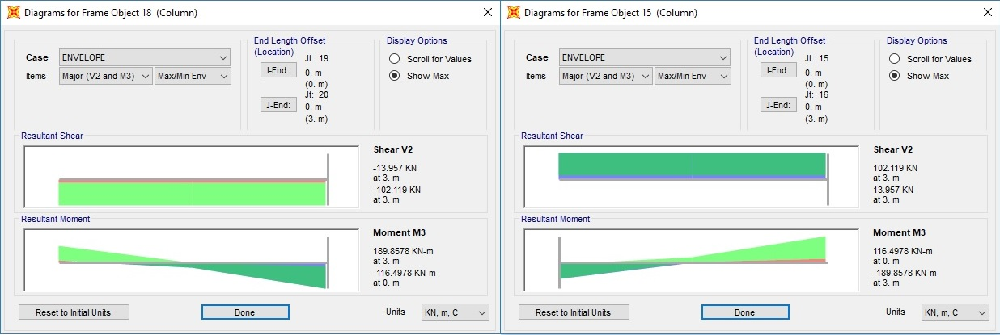 Diagrams for Frame Object 18 (Column)
Case ENVELOPE
Items Major (V2 and M3) Max/Min Env
End Length Offset
(Location)
I-End:
Jt: 19
0. m
(0. m)
J-End:
Jt: 20
0. m
(3. m)
Display Options
Scroll for Values
Show Max
Resultant Shear
Shear V2
-13.957 KN
at 3. m
-102.119 KN
at 3. m
Resultant Moment
Moment M3
189.8578 KN-m
at 3. m
-116.4978 KN-m
at 0. m
Reset to Initial Units Done Units KN, m, C
Diagrams for Frame Object 15 (Column)
Case ENVELOPE
Items Major (V2 and M3) Max/Min Env
End Length Offset
(Location)
I-End:
Jt: 15
0. m
(0. m)
J-End:
Jt: 16
0. m
(3. m)
Display Options
Scroll for Values
Show Max
Resultant Shear
Shear V2
102.119 KN
at 3. m
13.957 KN
at 3. m
Resultant Moment
Moment M3
116.4978 KN-m
at 0. m
-189.8578 KN-m
at 3. m
Reset to Initial Units Done Units KN, m, C